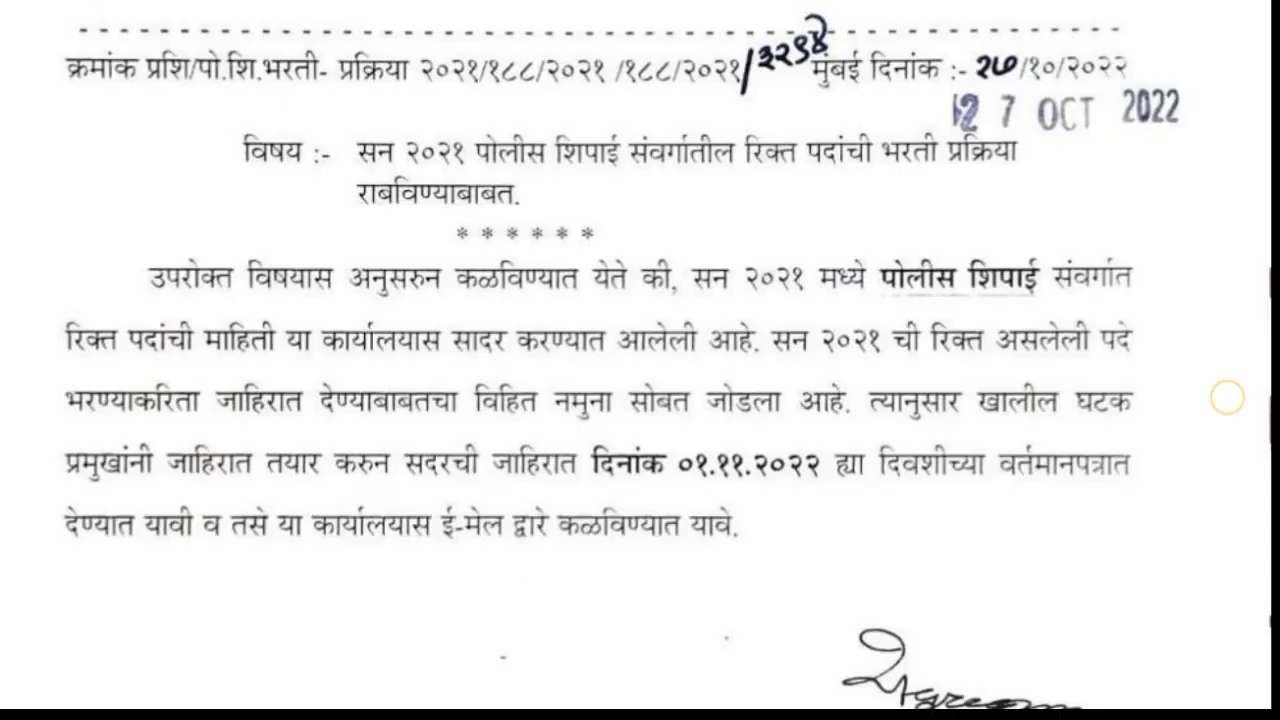 क्रमांक प्रशि/पो.शि.भरती- प्रक्रिया २०२१/१८८/२०२१ /१८८/२०२१/ मुंबई दिनांक :- २७/१०/२०२२
2 7 OCT 2022
विषय :- सन २०२१ पोलीस शिपाई संवर्गातील रिक्त पदांची भरती प्रक्रिया
राबविण्याबाबत.
* * * * * *
उपरोक्त विषयास अनुसरुन कळविण्यात येते की, सन २०२१ मध्ये पोलीस शिपाई संवर्गात
रिक्त पदांची माहिती या कार्यालयास सादर करण्यात आलेली आहे. सन २०२१ ची रिक्त असलेली पदे
भरण्याकरिता जाहिरात देण्याबाबतचा विहित नमुना सोबत जोडला आहे. त्यानुसार खालील घटक
प्रमुखांनी जाहिरात तयार करुन सदरची जाहिरात दिनांक ०१.११.२०२२ ह्या दिवशीच्या वर्तमानपत्रात
देण्यात यावी व तसे या कार्यालयास ई-मेल द्वारे कळविण्यात यावे.